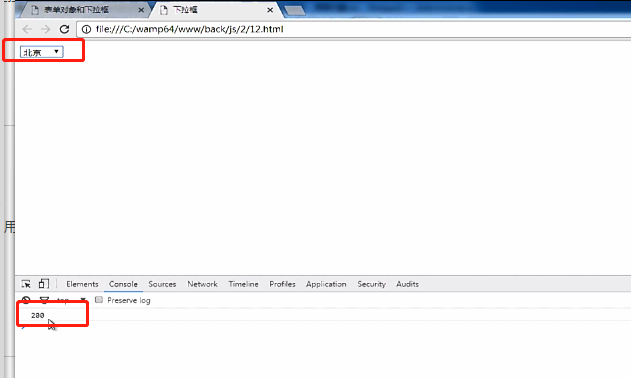 表单对象和下拉框 下拉框
file:///C:/wamp64/www/back/js/2/12.html
北京
用
Elements Console Sources Network Timeline Profiles Application Security Audits
top Preserve log
200